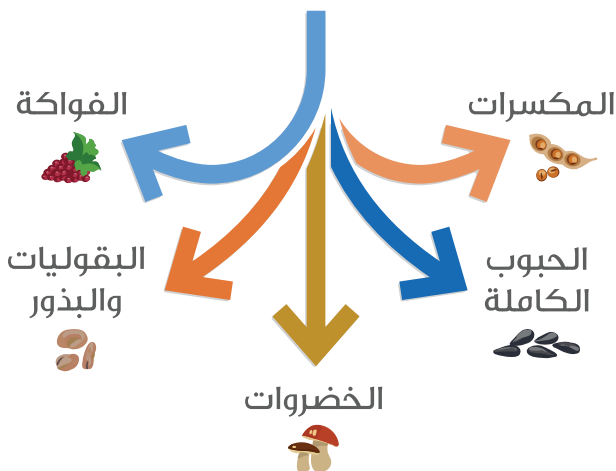 المكسرات
الفواكة
الحبوب
الكاملة
البقوليات
والبذور
الخضروات